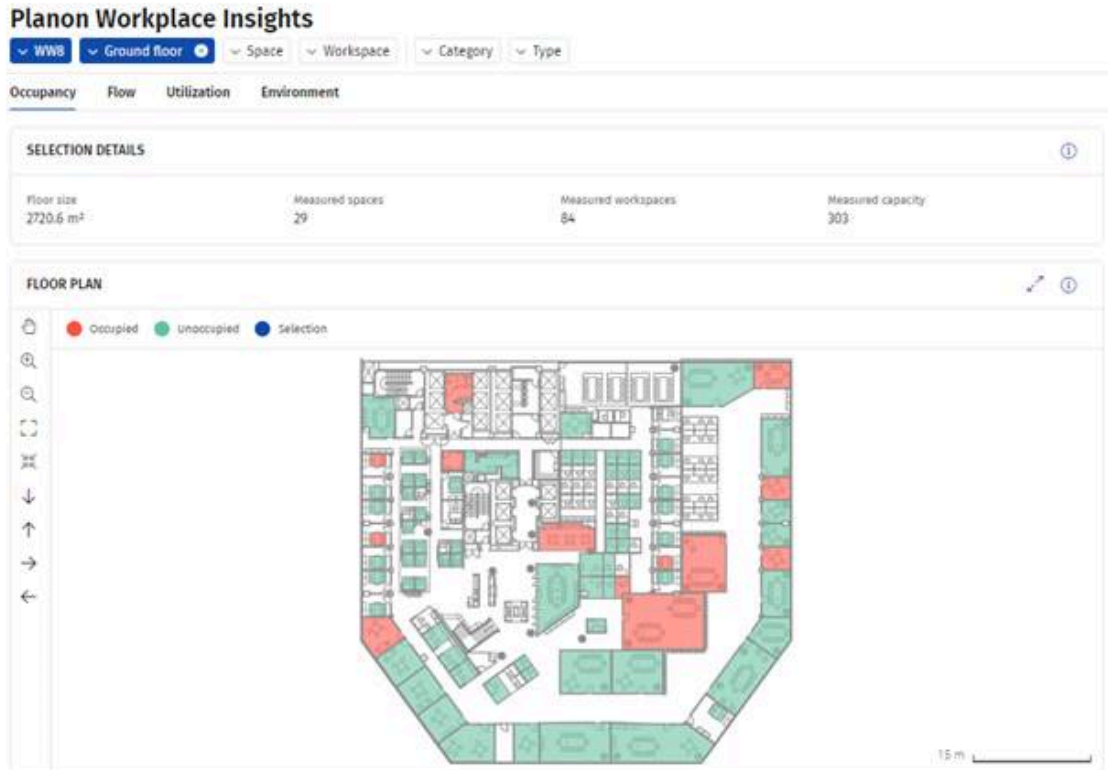 Planon Workplace Insights
WW8 Ground floor Space Workspace Category Type
Occupancy Flow Utilization Environment
SELECTION DETAILS
Floor size Measured spaces Measured workspaces Measured capacity
2720.6 m² 29 84 303
FLOOR PLAN
Occupied Unoccupied Selection
15 m